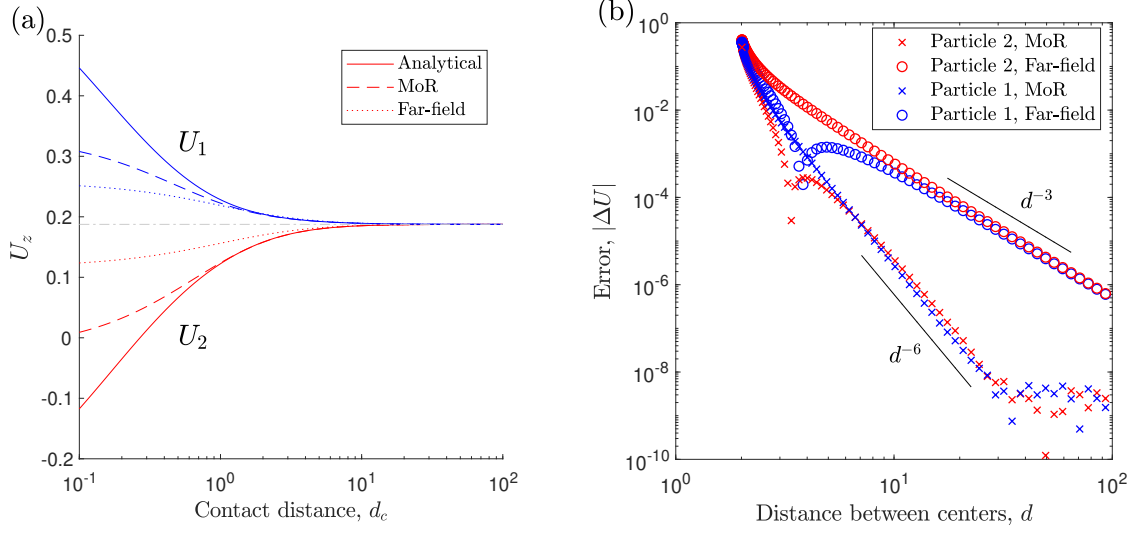 (a)
0.5
0.4
0.3
0.2
0.1
0
-0.1
-0.2
U_z
10^-1
10^0
10^1
10^2
Contact distance, d_c
Analytical
MoR
Far-field
U_1
U_2
(b)
10^0
10^-2
10^-4
10^-6
10^-8
10^-10
Error, |ΔU|
10^0
10^1
10^2
Distance between centers, d
Particle 2, MoR
Particle 2, Far-field
Particle 1, MoR
Particle 1, Far-field
d^-3
d^-6